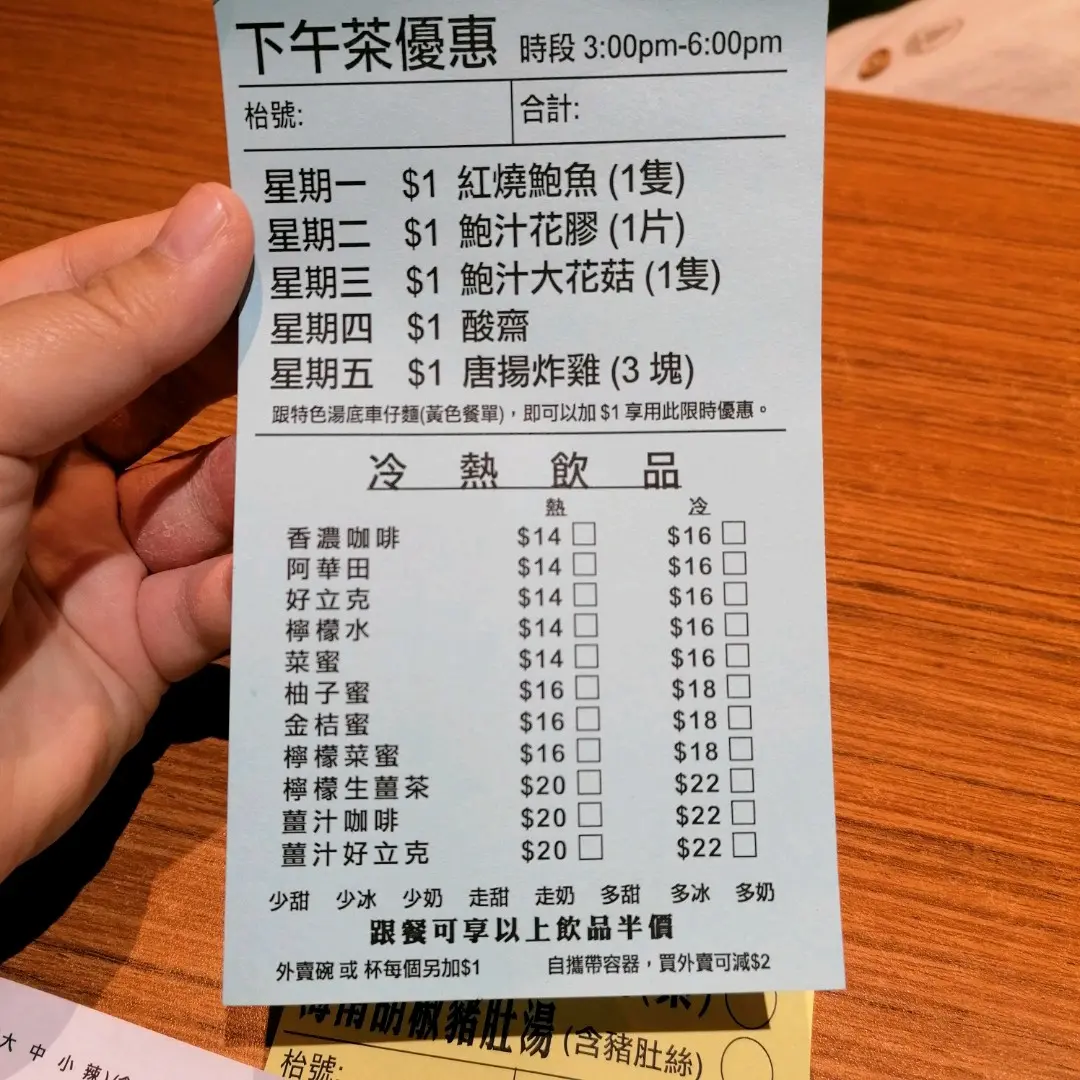 下午茶優惠 時段 3:00pm-6:00pm
枱號: 合計:
星期一 $1 紅燒鮑魚 (1隻)
星期二 $1 鮑汁花膠 (1片)
星期三 $1 鮑汁大花菇 (1隻)
星期四 $1 酸齋
星期五 $1 唐揚炸雞 (3 塊)
跟特色湯底車仔麵(黃色餐單)，即可以加 $1 享用此限時優惠。
冷熱飲品
熱 冷
香濃咖啡 $14 $16
阿華田 $14 $16
好立克 $14 $16
檸檬水 $14 $16
菜蜜 $14 $16
柚子蜜 $16 $18
金桔蜜 $16 $18
檸檬菜蜜 $16 $18
檸檬生薑茶 $20 $22
薑汁咖啡 $20 $22
薑汁好立克 $20 $22
少甜 少冰 少奶 走甜 走奶 多甜 多冰 多奶
跟餐可享以上飲品半價
外賣碗 或 杯每個另加$1 自攜帶容器，買外賣可減$2
胡椒豬肚湯 (含豬肚絲)
枱號:
大 中 小 辣